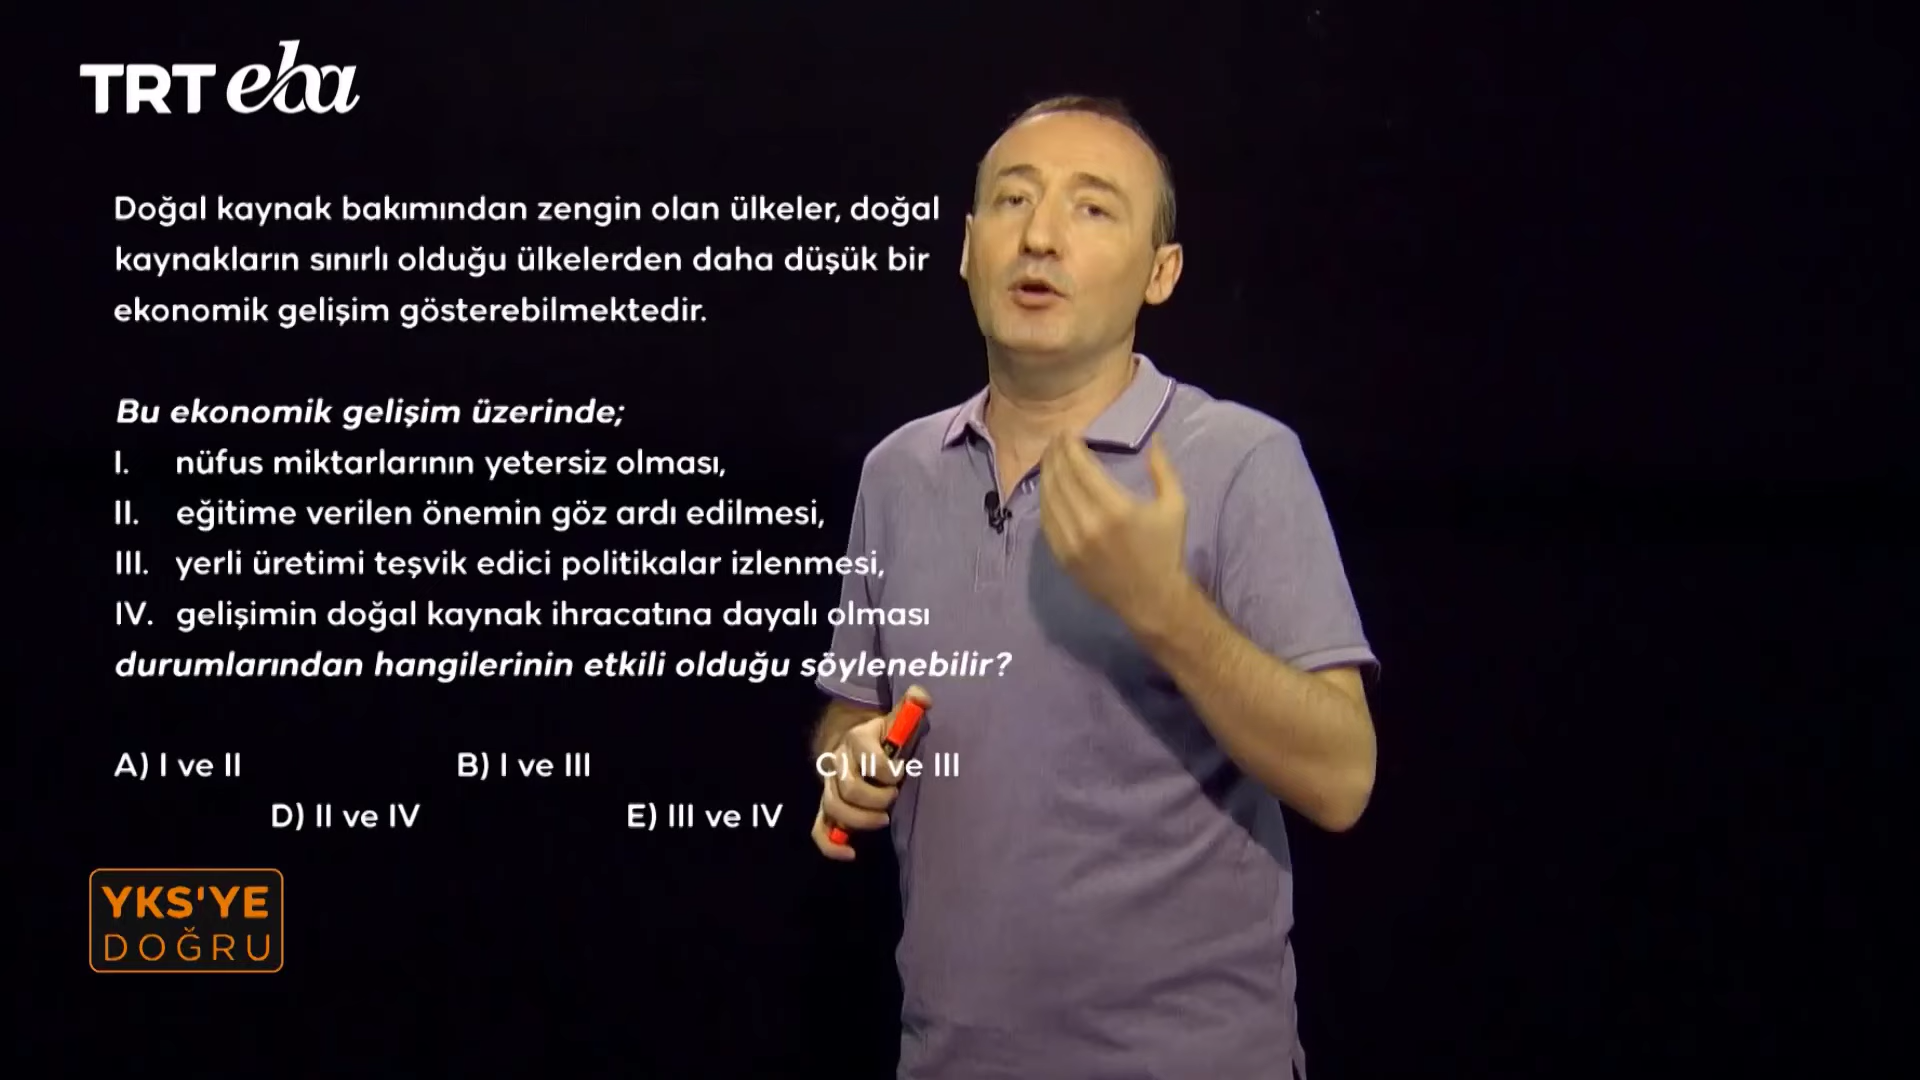 TRT eba
Doğal kaynak bakımından zengin olan ülkeler, doğal
kaynakların sınırlı olduğu ülkelerden daha düşük bir
ekonomik gelişim gösterebilmektedir.
Bu ekonomik gelişim üzerinde;
I. nüfus miktarlarının yetersiz olması,
II. eğitime verilen önemin göz ardı edilmesi,
III. yerli üretimi teşvik edici politikalar izlenmesi,
IV. gelişimin doğal kaynak ihracatına dayalı olması
durumlarından hangilerinin etkili olduğu söylenebilir?
A) I ve II B) I ve III C) II ve III
D) II ve IV E) III ve IV
YKS'YE
DOĞRU